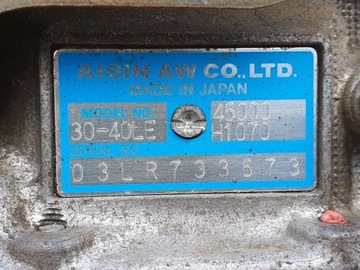 AISIN AW CO., LTD.
MADE IN JAPAN
MODEL NO.
30-40LE
45000
H1070
SERIAL NO.
03LR733673